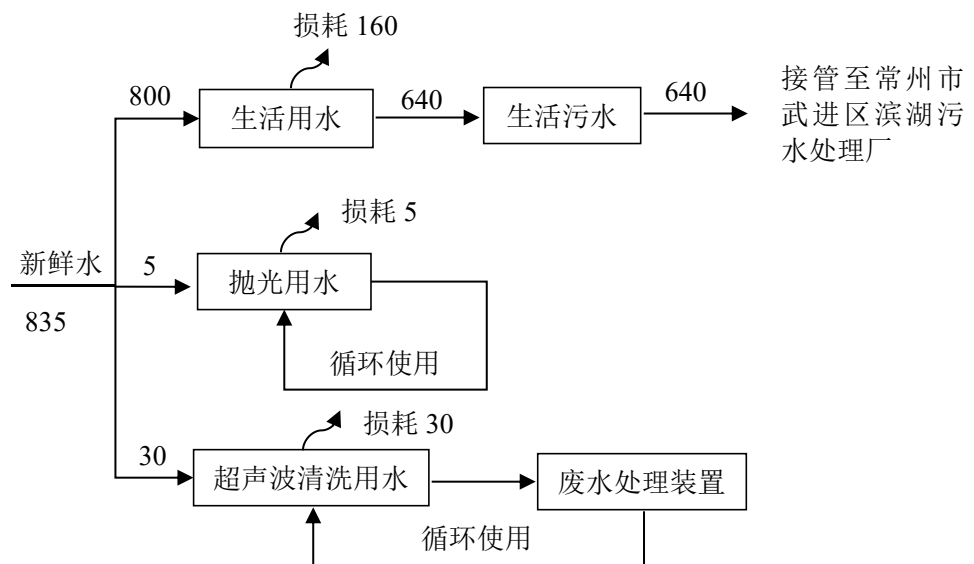 损耗 160
800
生活用水
640
生活污水
640
接管至常州市
武进区滨湖污
水处理厂
损耗 5
新鲜水
5
抛光用水
835
循环使用
损耗 30
30
超声波清洗用水
废水处理装置
循环使用